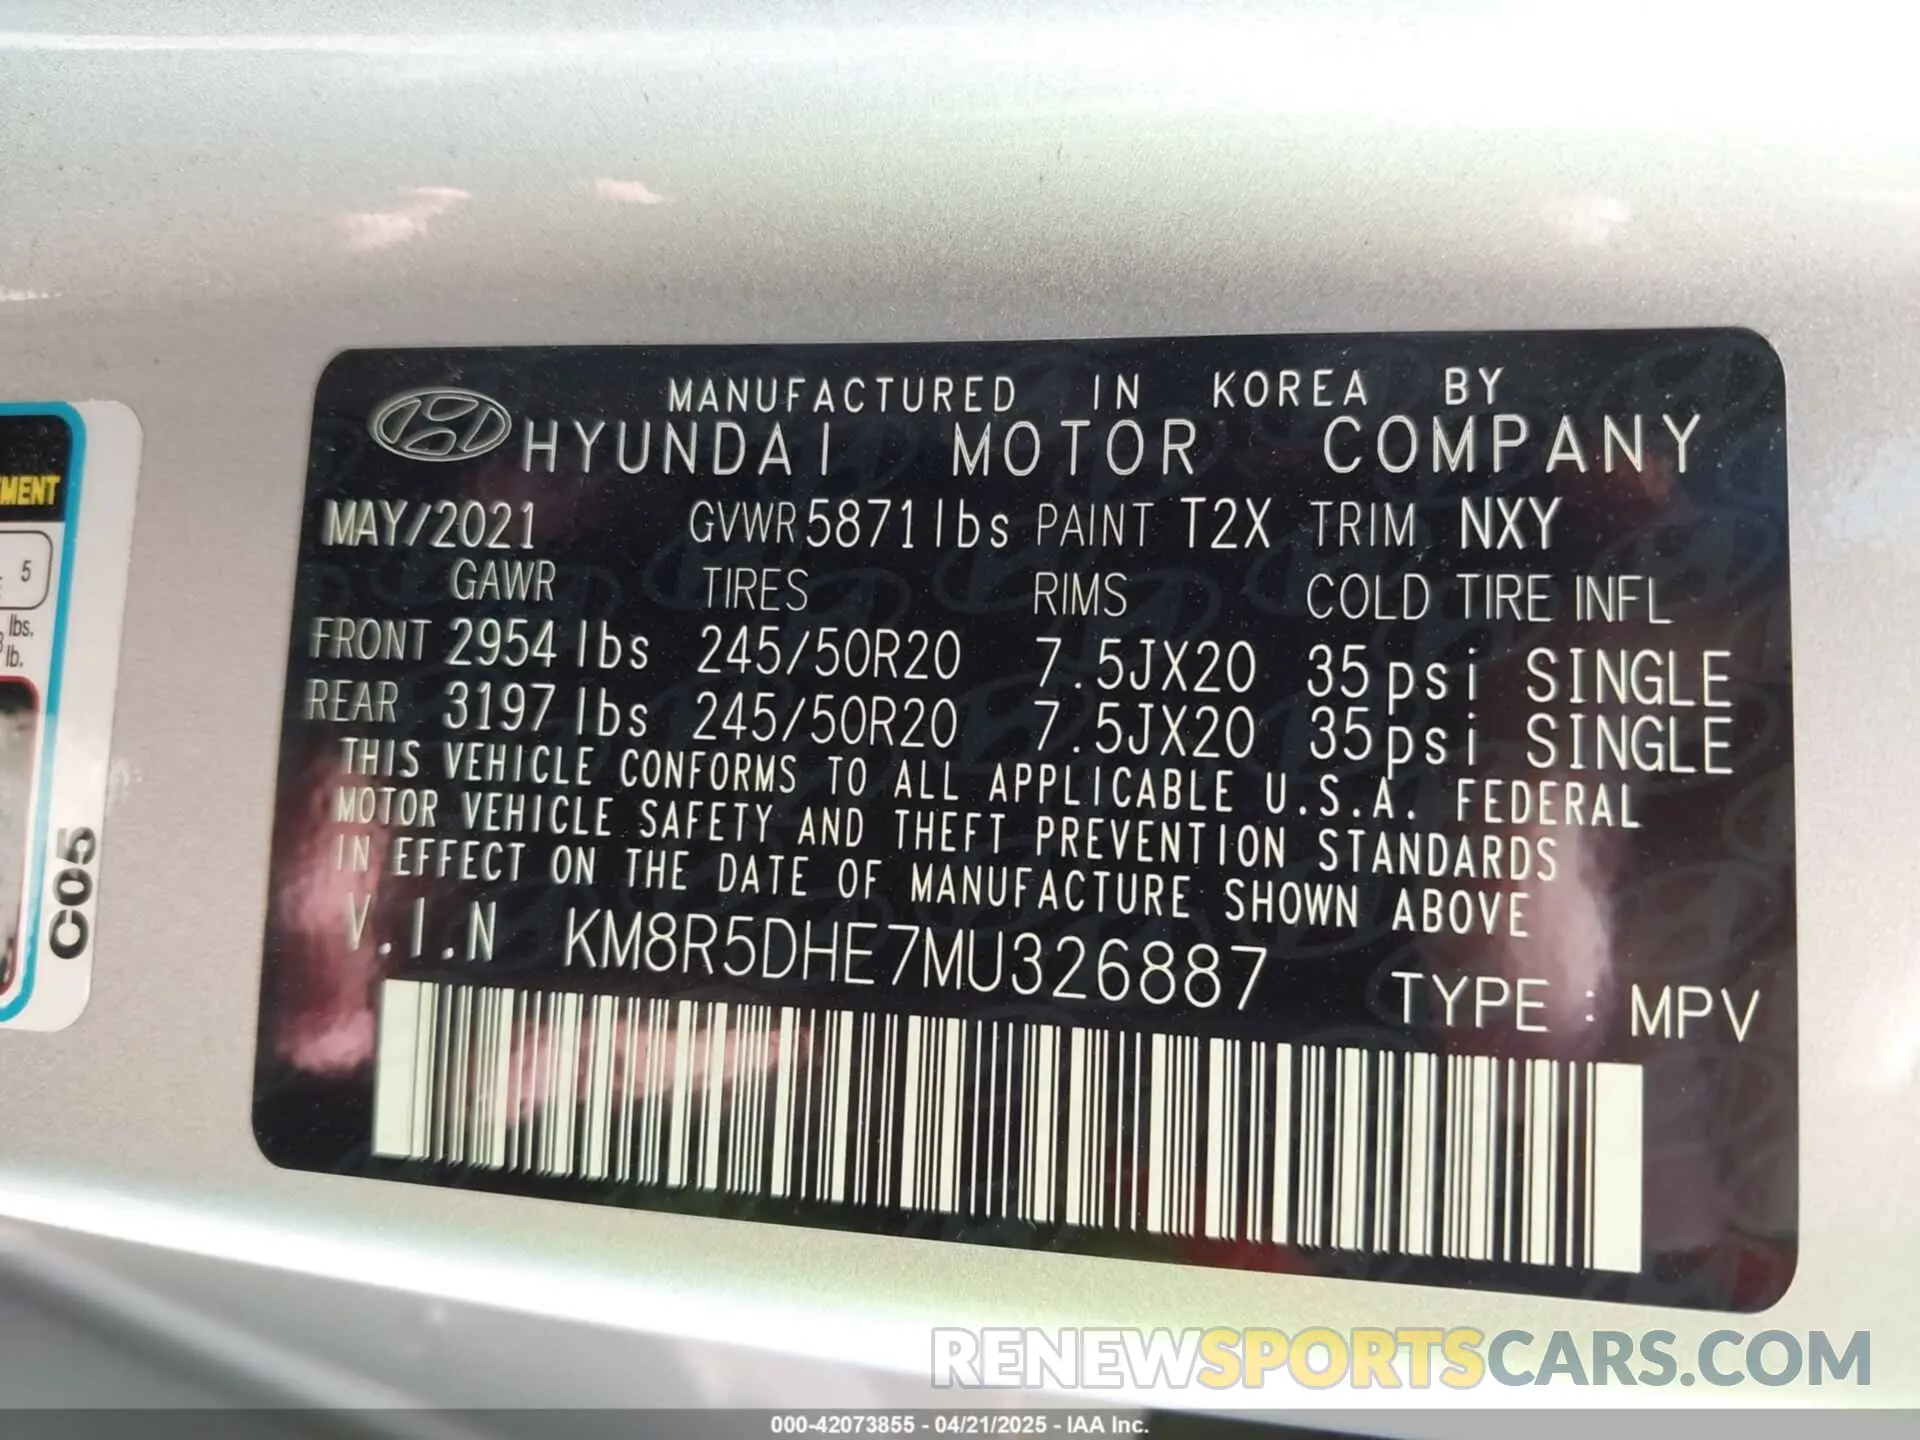 MANUFACTURED IN KOREA BY
HYUNDAI MOTOR COMPANY
MAY/2021 GVWR 5871lbs PAINT T2X TRIM NXY
GAWR TIRES RIMS COLD TIRE INFL
FRONT 2954 lbs 245/50R20 7.5JX20 35psi SINGLE
REAR 3197 lbs 245/50R20 7.5JX20 35psi SINGLE
THIS VEHICLE CONFORMS TO ALL APPLICABLE U.S.A. FEDERAL
MOTOR VEHICLE SAFETY AND THEFT PREVENTION STANDARDS
IN EFFECT ON THE DATE OF MANUFACTURE SHOWN ABOVE
V.I.N KM8R5DHE7MU326887
TYPE : MPV
5
lbs.
lb.
C05
RENEWSPORTSCARS.COM
000-42073855 - 04/21/2025 - IAA Inc.